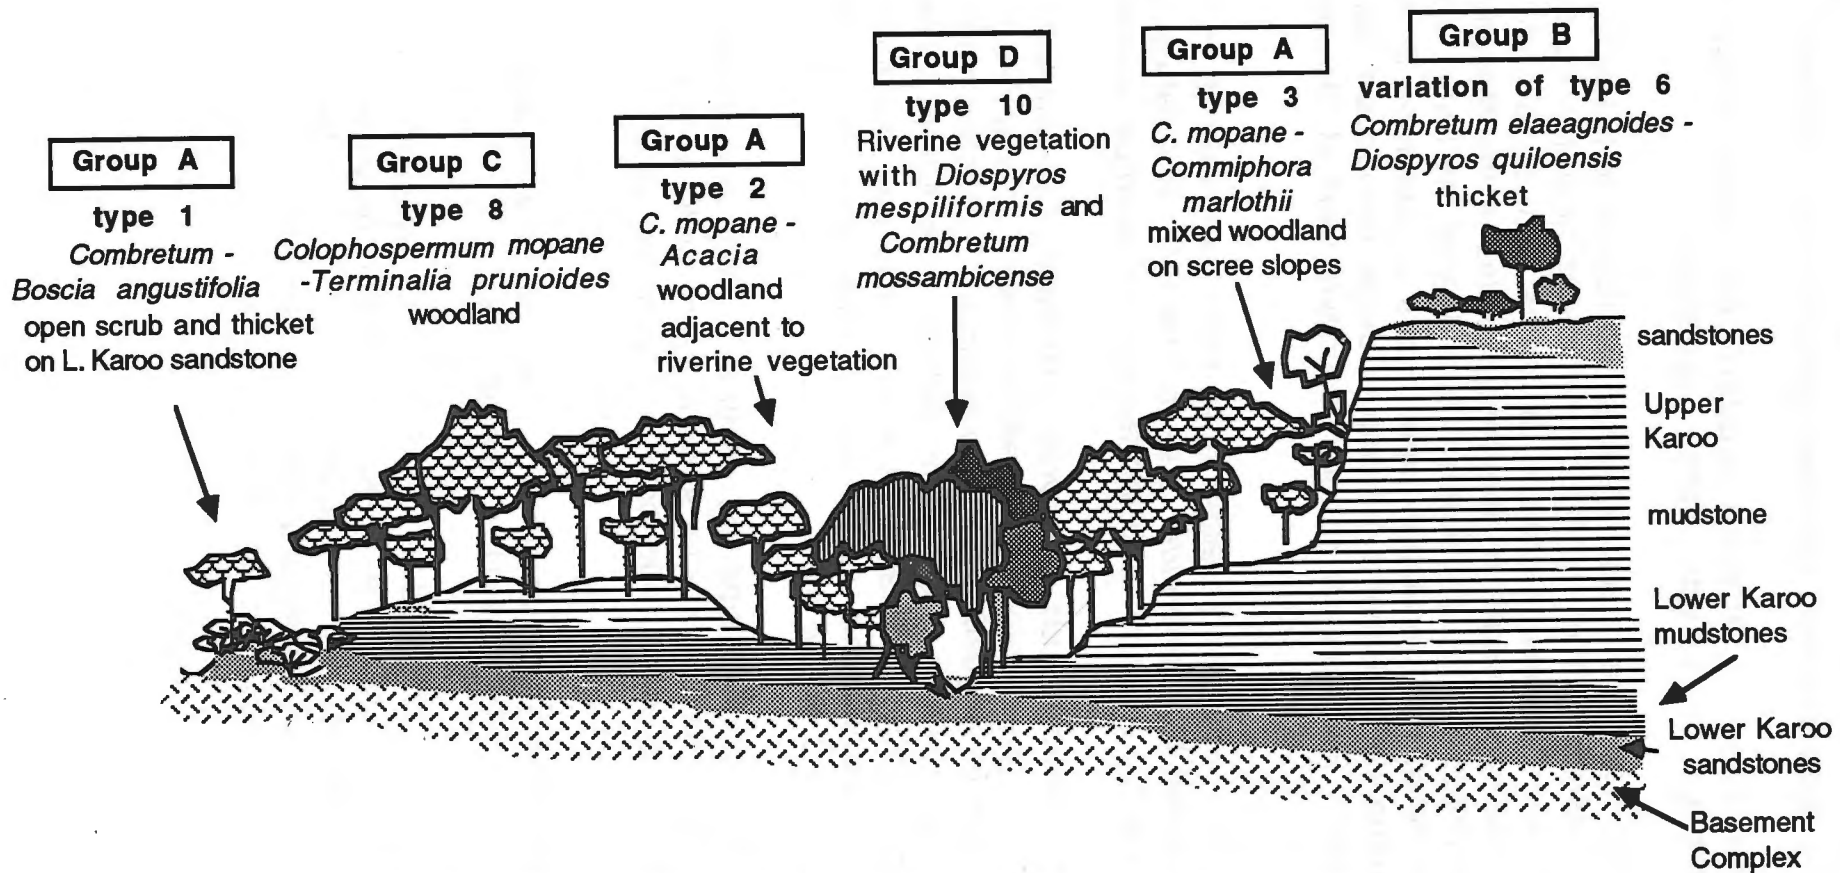 Group A
type 1
Combretum -
Boscia angustifolia
open scrub and thicket
on L. Karoo sandstone
Group C
type 8
Colophospermum mopane
-Terminalia prunioides
woodland
Group A
type 2
C. mopane -
Acacia
woodland
adjacent to
riverine vegetation
Group D
type 10
Riverine vegetation
with Diospyros
mespiliformis and
Combretum
mossambicense
Group A
type 3
C. mopane -
Commiphora
marlothii
mixed woodland
on scree slopes
Group B
variation of type 6
Combretum elaeagnoides -
Diospyros quiloensis
thicket
sandstones
Upper
Karoo
mudstone
Lower Karoo
mudstones
Lower Karoo
sandstones
Basement
Complex